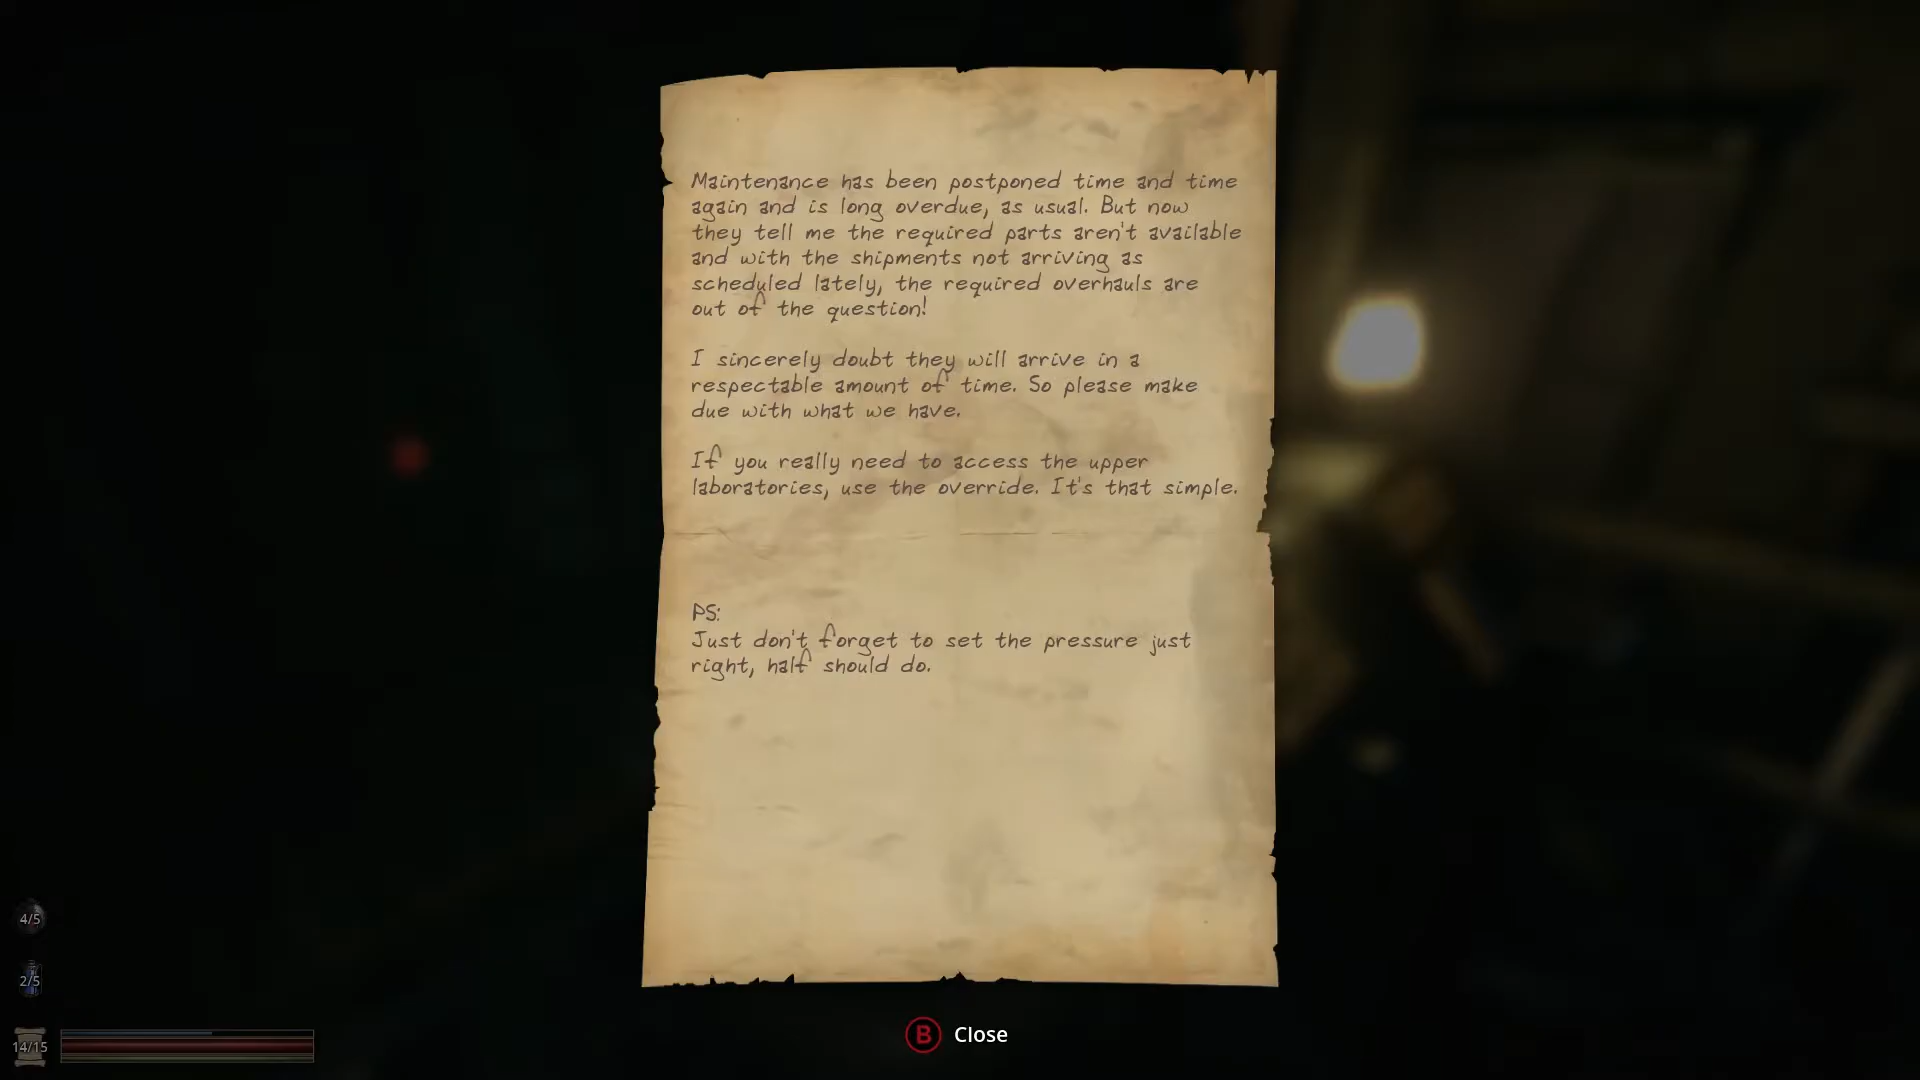 Maintenance has been postponed time and time
again and is long overdue, as usual. But now
they tell me the required parts aren't available
and with the shipments not arriving as
scheduled lately, the required overhauls are
out of the question!
I sincerely doubt they will arrive in a
respectable amount of time. So please make
due with what we have.
If you really need to access the upper
laboratories, use the override. It's that simple.
PS:
Just don't forget to set the pressure just
right, half should do.
4/5
2/5
14/15
B Close